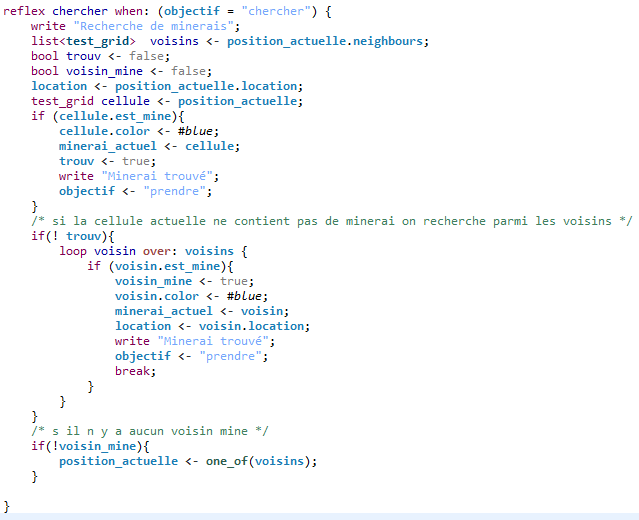 reflex chercher when: (objectif = "chercher") {
    write "Recherche de minerais";
    list<test_grid>  voisins <- position_actuelle.neighbours;
    bool trouv <- false;
    bool voisin_mine <- false;
    location <- position_actuelle.location;
    test_grid cellule <- position_actuelle;
    if (cellule.est_mine){
        cellule.color <- #blue;
        minerai_actuel <- cellule;
        trouv <- true;
        write "Minerai trouvé";
        objectif <- "prendre";
    }
    /* si la cellule actuelle ne contient pas de minerai on recherche parmi les voisins */
    if(! trouv){
        loop voisin over: voisins {
            if (voisin.est_mine){
                voisin_mine <- true;
                voisin.color <- #blue;
                minerai_actuel <- voisin;
                location <- voisin.location;
                write "Minerai trouvé";
                objectif <- "prendre";
                break;
            }
        }
    }
    /* s il n y a aucun voisin mine */
    if(!voisin_mine){
        position_actuelle <- one_of(voisins);
    }

}